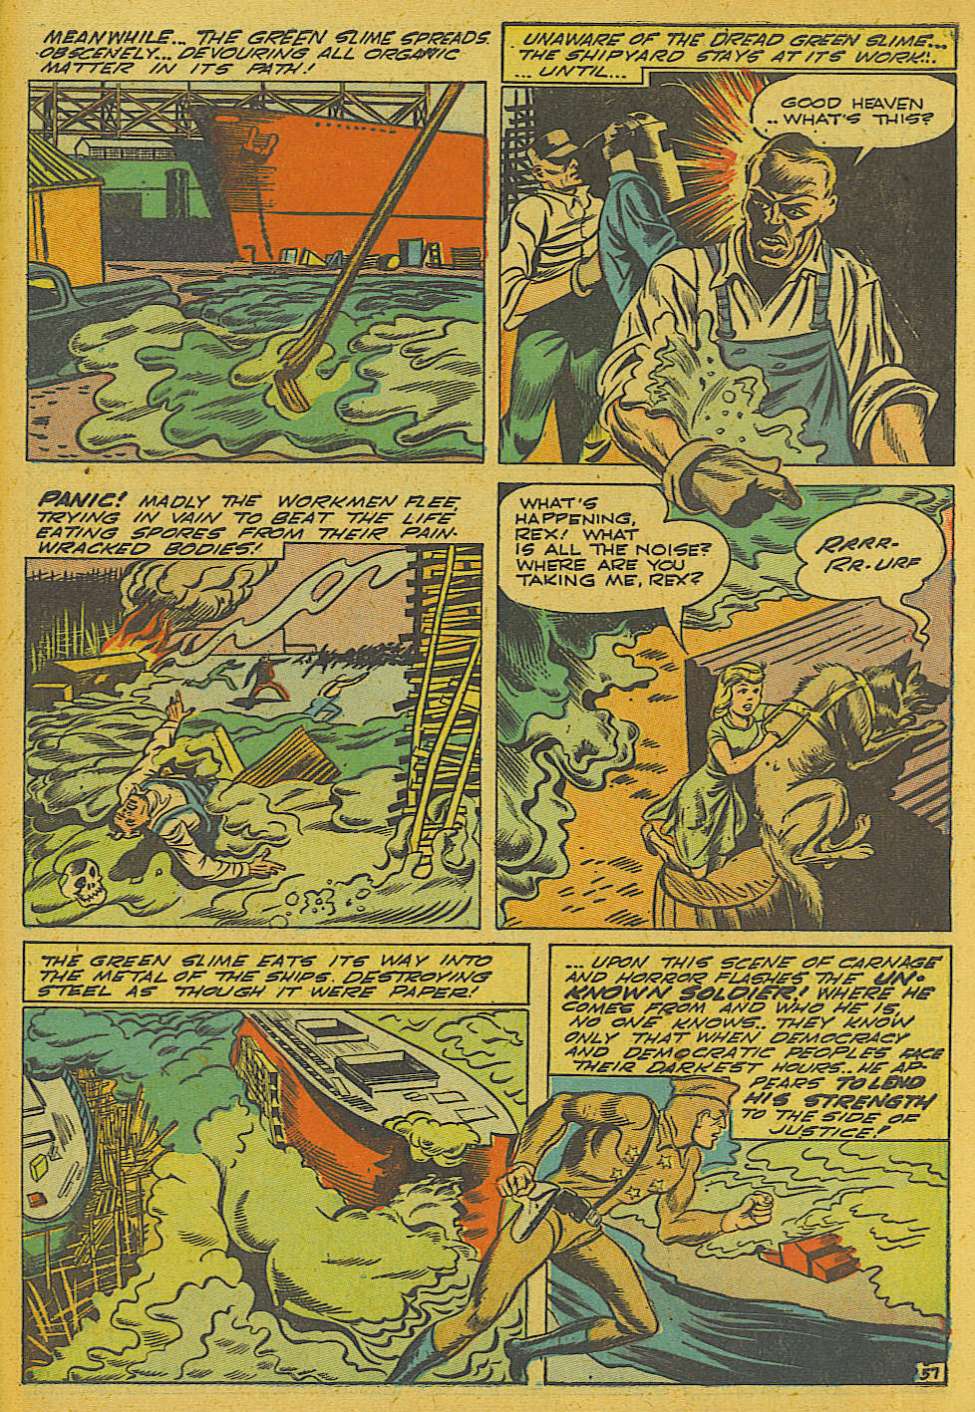 MEANWHILE... THE GREEN SLIME SPREADS
OBSCENELY... DEVOURING ALL ORGANIC
MATTER IN ITS PATH!
UNAWARE OF THE DREAD GREEN SLIME...
THE SHIPYARD STAYS AT ITS WORK...
... UNTIL...
GOOD HEAVEN
.. WHAT'S THIS?
PANIC! MADLY THE WORKMEN FLEE,
TRYING IN VAIN TO BEAT THE LIFE
EATING SPORES FROM THEIR PAIN-
WRACKED BODIES!
WHAT'S
HAPPENING,
REX! WHAT
IS ALL THE NOISE?
WHERE ARE YOU
TAKING ME, REX?
RRRR-
RR-URF
THE GREEN SLIME EATS ITS WAY INTO
THE METAL OF THE SHIPS. DESTROYING
STEEL AS THOUGH IT WERE PAPER!
... UPON THIS SCENE OF CARNAGE
AND HORROR FLASHES THE UN-
KNOWN SOLDIER! WHERE HE
COMES FROM AND WHO HE IS,
NO ONE KNOWS.. THEY KNOW
ONLY THAT WHEN DEMOCRACY
AND DEMOCRATIC PEOPLES FACE
THEIR DARKEST HOURS.. HE AP-
PEARS TO LEND
HIS STRENGTH
TO THE SIDE OF
JUSTICE!
57